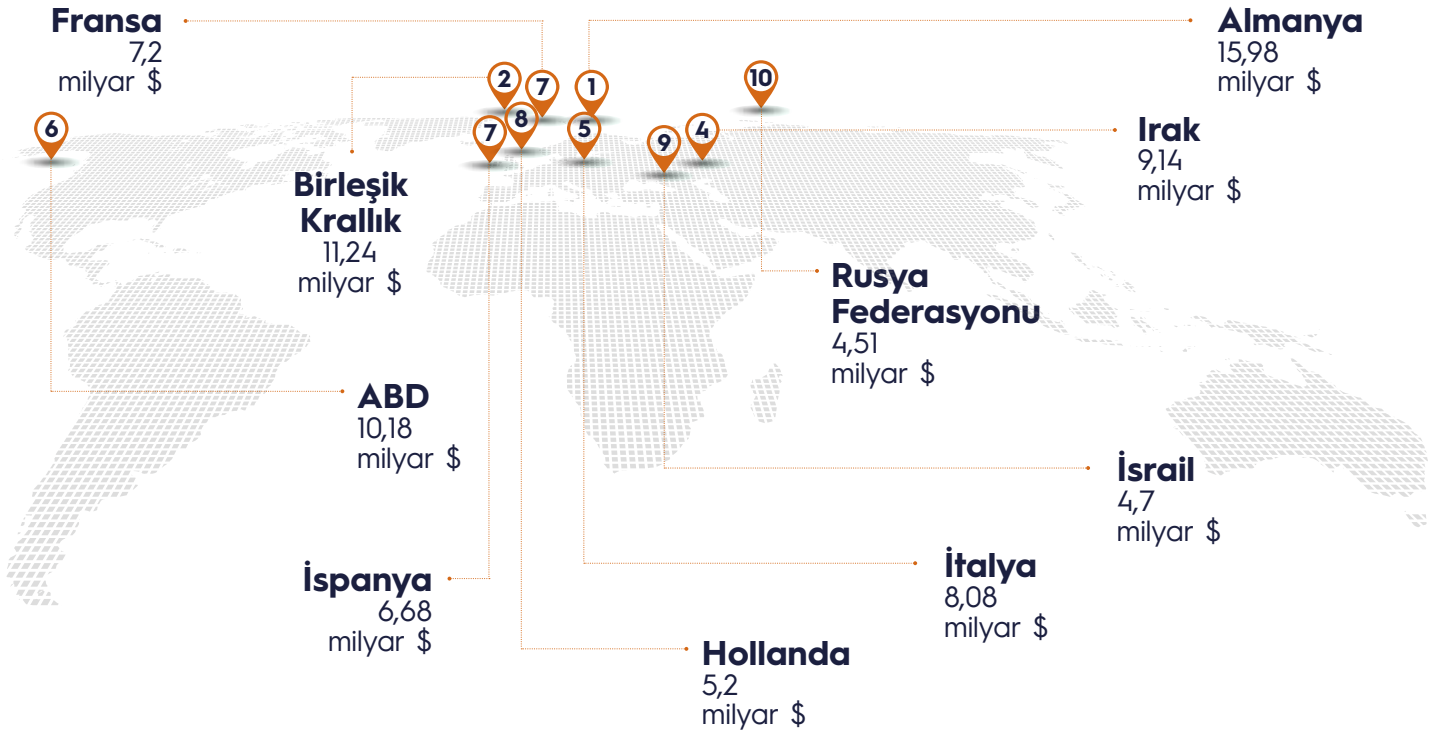 Fransa
7,2
milyar $
Almanya
15,98
milyar $
2
7
1
10
6
7
8
5
9
4
Irak
9,14
milyar $
Birleşik
Krallık
11,24
milyar $
Rusya
Federasyonu
4,51
milyar $
ABD
10,18
milyar $
İsrail
4,7
milyar $
İspanya
6,68
milyar $
İtalya
8,08
milyar $
Hollanda
5,2
milyar $